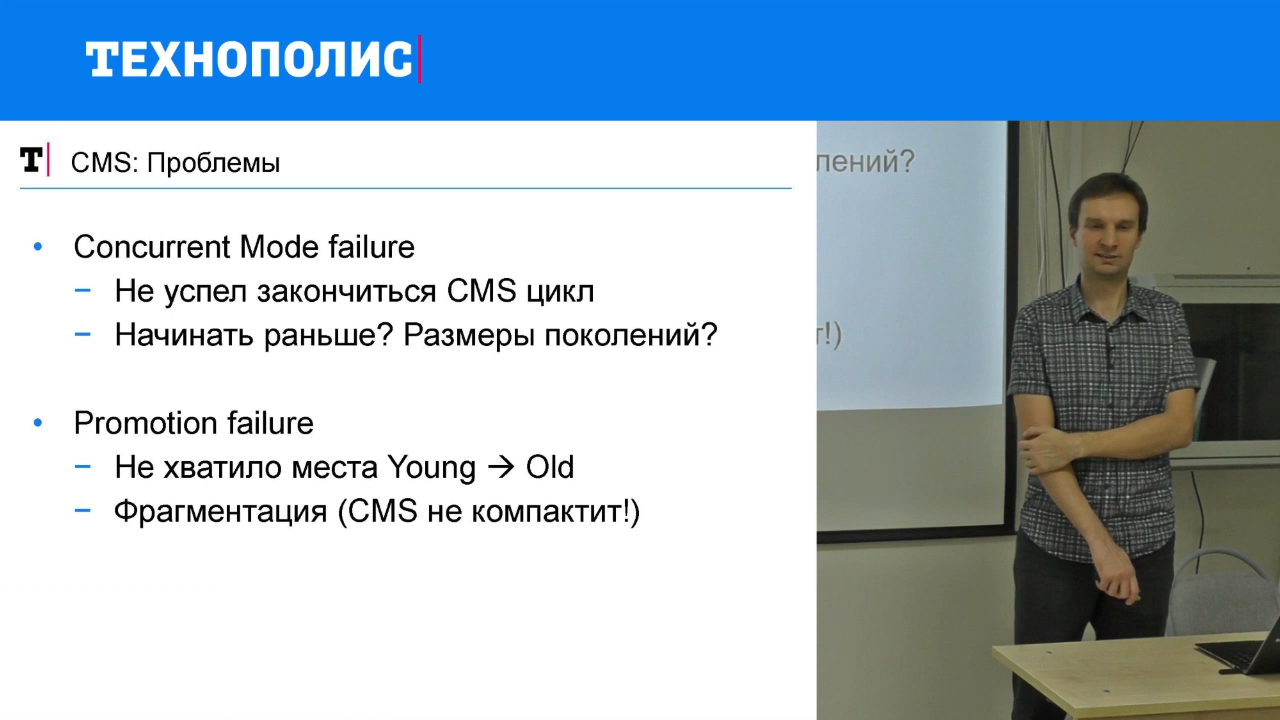 ТЕХНОПОЛИС
Т CMS: Проблемы
• Concurrent Mode failure
− Не успел закончиться CMS цикл
− Начинать раньше? Размеры поколений?
• Promotion failure
− Не хватило места Young → Old
− Фрагментация (CMS не компактит!)
лений?
т!)